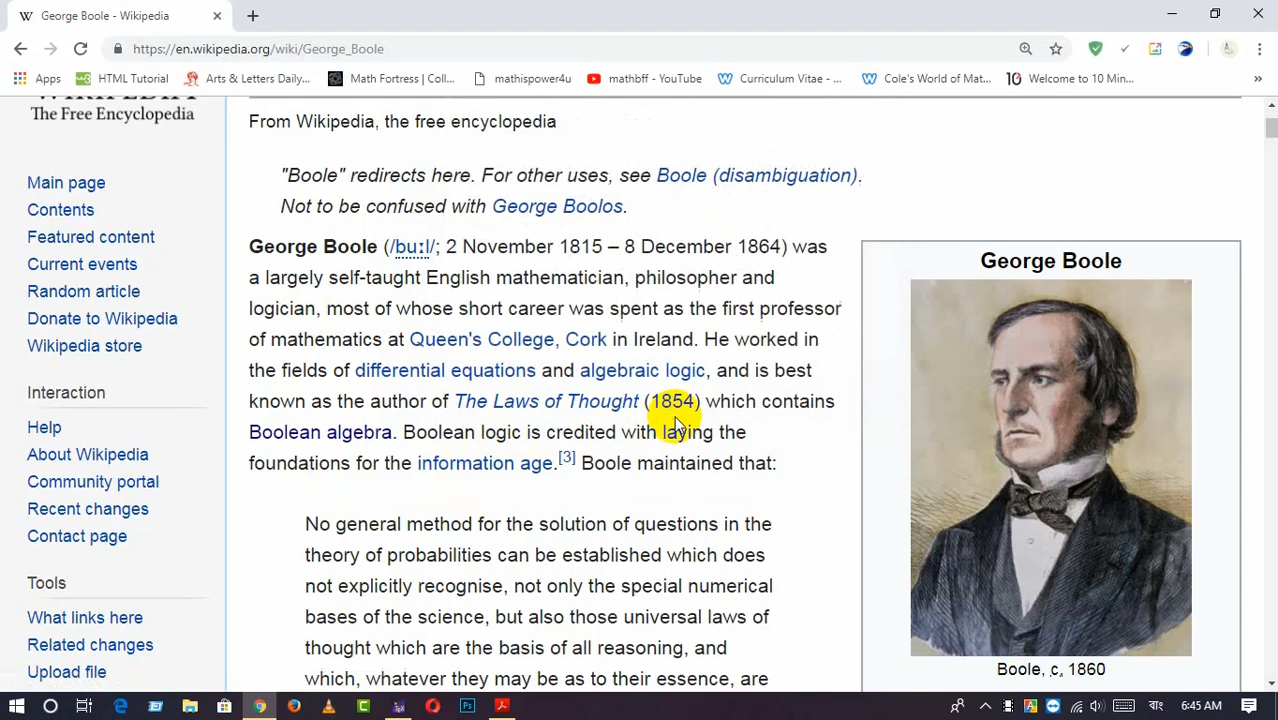 George Boole - Wikipedia
https://en.wikipedia.org/wiki/George_Boole
Apps HTML Tutorial Arts & Letters Daily... Math Fortress | Coll... mathispower4u mathbff - YouTube Curriculum Vitae - ... Cole's World of Mat... Welcome to 10 Min... »
The Free Encyclopedia
Main page
Contents
Featured content
Current events
Random article
Donate to Wikipedia
Wikipedia store
Interaction
Help
About Wikipedia
Community portal
Recent changes
Contact page
Tools
What links here
Related changes
Upload file
From Wikipedia, the free encyclopedia
"Boole" redirects here. For other uses, see Boole (disambiguation).
Not to be confused with George Boolos.
George Boole (/buːl/; 2 November 1815 – 8 December 1864) was
a largely self-taught English mathematician, philosopher and
logician, most of whose short career was spent as the first professor
of mathematics at Queen's College, Cork in Ireland. He worked in
the fields of differential equations and algebraic logic, and is best
known as the author of The Laws of Thought (1854) which contains
Boolean algebra. Boolean logic is credited with laying the
foundations for the information age.[3] Boole maintained that:
No general method for the solution of questions in the
theory of probabilities can be established which does
not explicitly recognise, not only the special numerical
bases of the science, but also those universal laws of
thought which are the basis of all reasoning, and
which, whatever they may be as to their essence, are
George Boole
Boole, c. 1860
বাং 6:45 AM